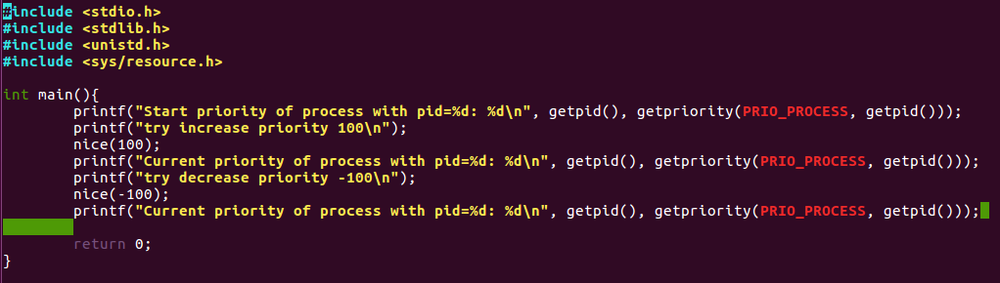 #include <stdio.h>
#include <stdlib.h>
#include <unistd.h>
#include <sys/resource.h>

int main(){
        printf("Start priority of process with pid=%d: %d\n", getpid(), getpriority(PRIO_PROCESS, getpid()));
        printf("try increase priority 100\n");
        nice(100);
        printf("Current priority of process with pid=%d: %d\n", getpid(), getpriority(PRIO_PROCESS, getpid()));
        printf("try decrease priority -100\n");
        nice(-100);
        printf("Current priority of process with pid=%d: %d\n", getpid(), getpriority(PRIO_PROCESS, getpid()));

        return 0;
}